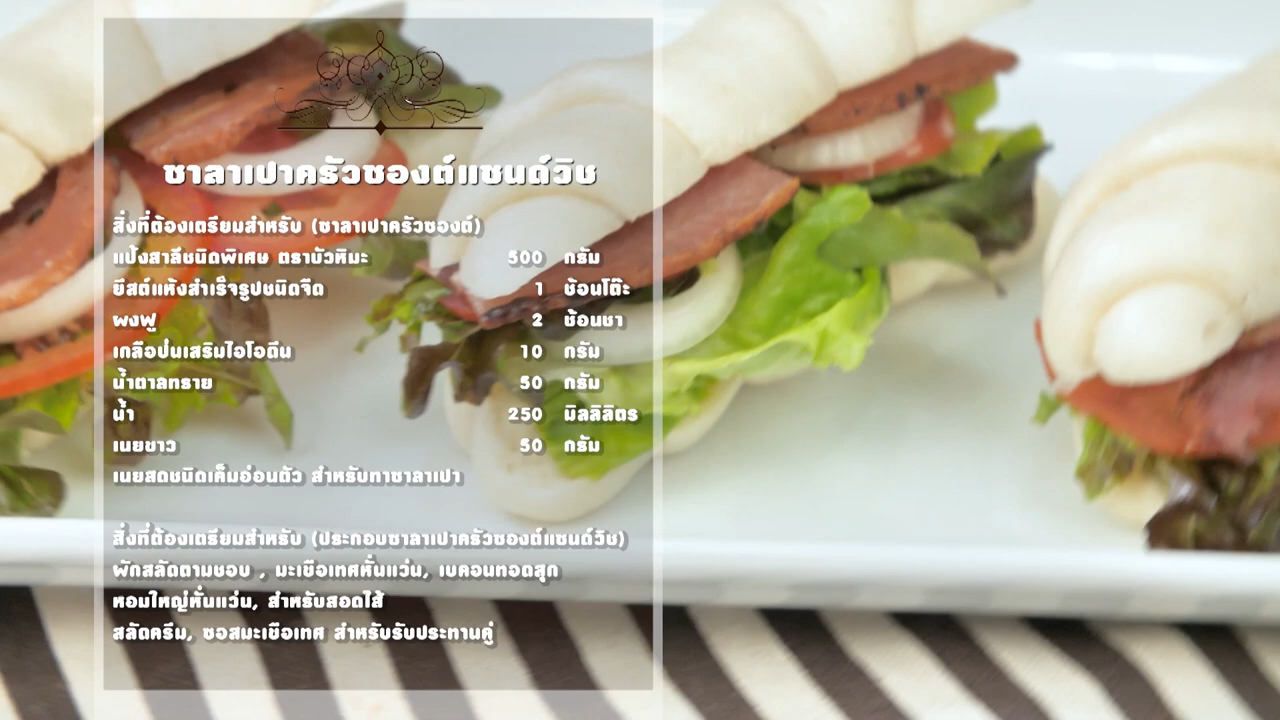 ซาลาเปาครัวซองต์แซนด์วิช
สิ่งที่ต้องเตรียมสำหรับ (ซาลาเปาครัวซองต์)
แป้งสาลีชนิดพิเศษ ตราบัวหิมะ 500 กรัม
ยีสต์แห้งสำเร็จรูปชนิดจืด 1 ช้อนโต๊ะ
ผงฟู 2 ช้อนชา
เกลือป่นเสริมไอโอดีน 10 กรัม
น้ำตาลทราย 50 กรัม
น้ำ 250 มิลลิลิตร
เนยขาว 50 กรัม
เนยสดชนิดเค็มอ่อนตัว สำหรับทาซาลาเปา
สิ่งที่ต้องเตรียมสำหรับ (ประกอบซาลาเปาครัวซองต์แซนด์วิช)
ผักสลัดตามชอบ , มะเขือเทศหั่นแว่น, เบคอนทอดสุก
หอมใหญ่หั่นแว่น, สำหรับสอดไส้
สลัดครีม, ซอสมะเขือเทศ สำหรับรับประทานคู่